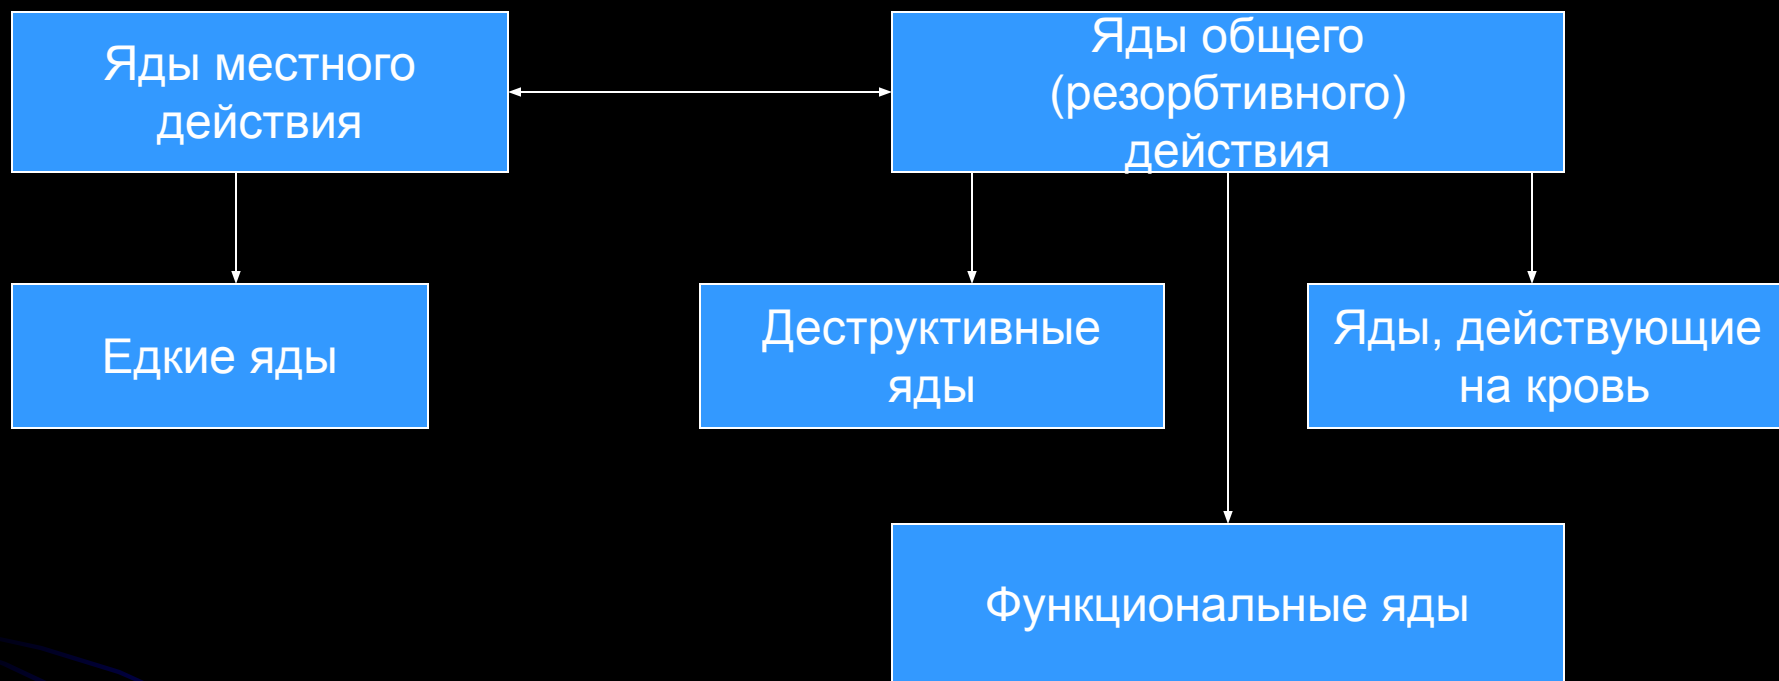 Яды местного
действия
Яды общего
(резорбтивного)
действия
Едкие яды
Деструктивные
яды
Яды, действующие
на кровь
Функциональные яды